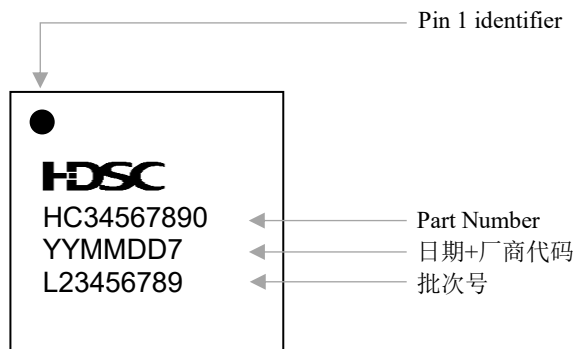 Pin 1 identifier
HDSC
HC34567890
Part Number
YYMMDD7
日期+厂商代码
L23456789
批次号